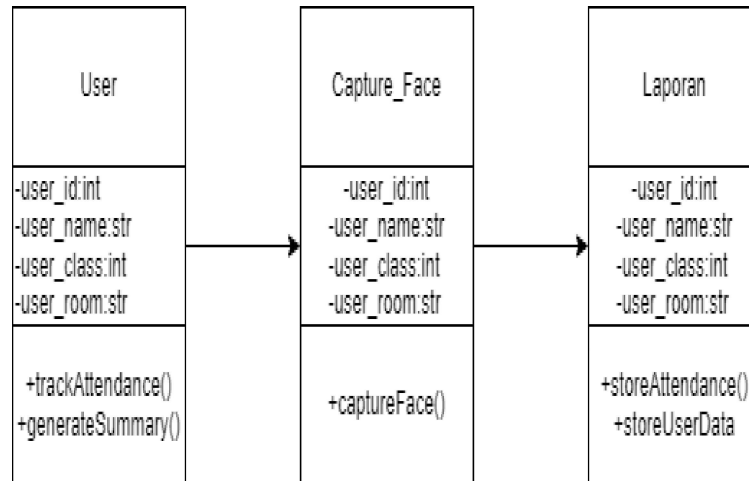 User
-user_id:int
-user_name:str
-user_class:int
-user_room:str
+trackAttendance()
+generateSummary()
Capture_Face
-user_id:int
-user_name:str
-user_class:int
-user_room:str
+captureFace()
Laporan
-user_id:int
-user_name:str
-user_class:int
-user_room:str
+storeAttendance()
+storeUserData